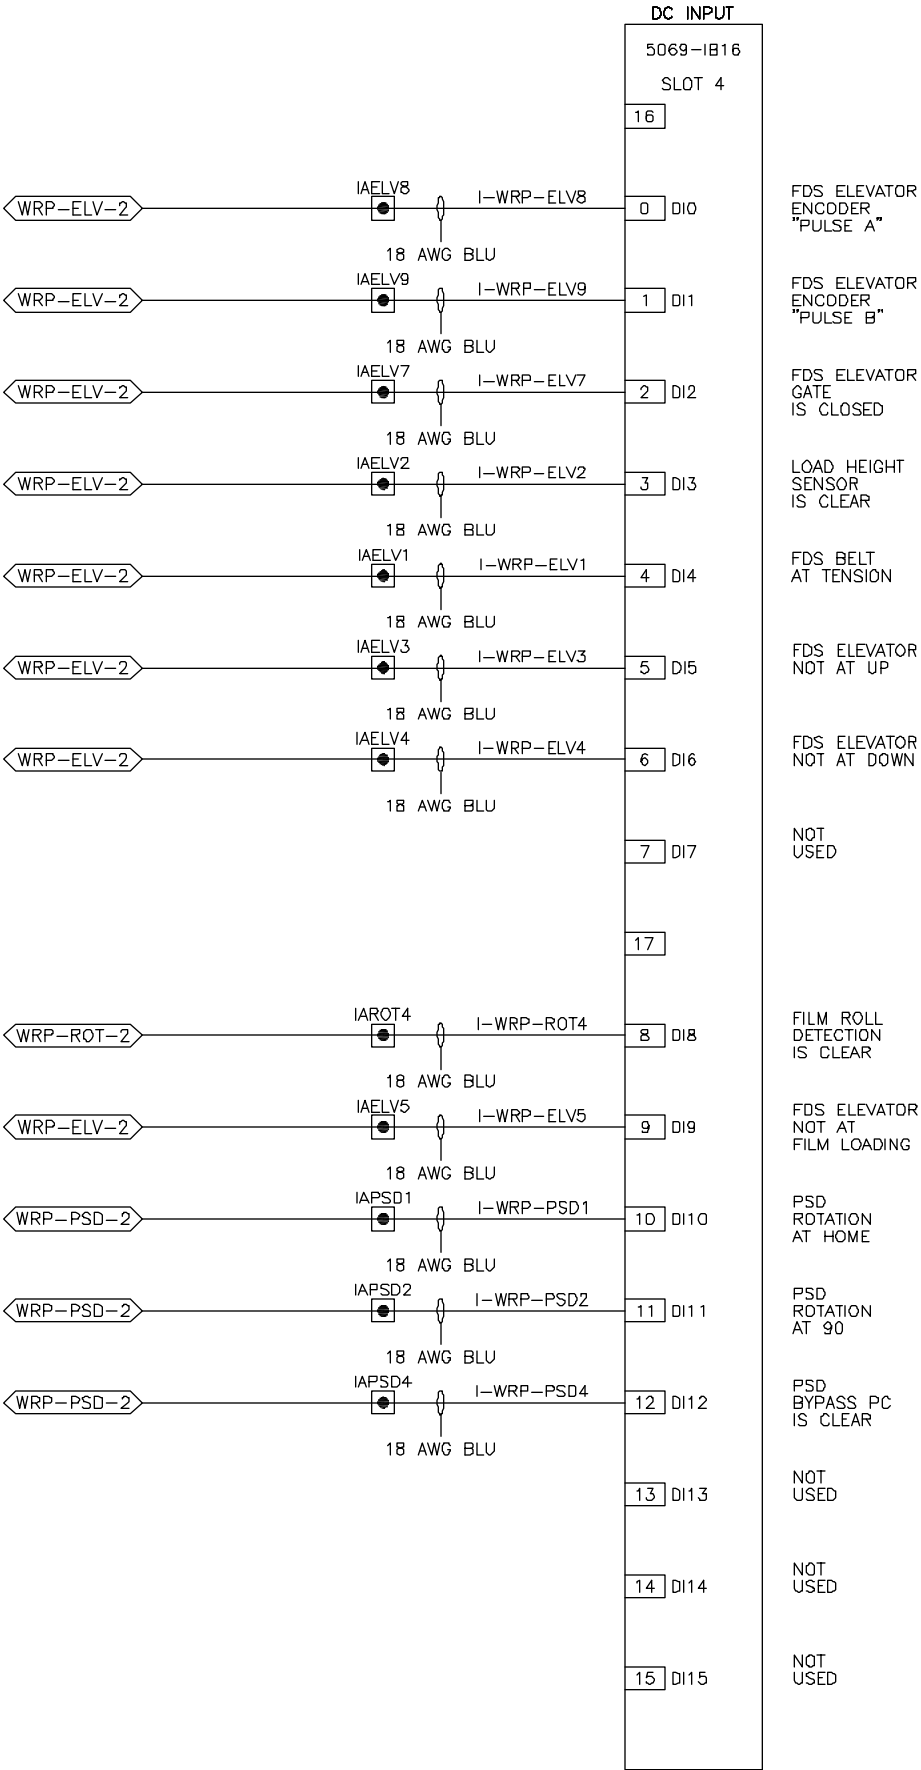 DC INPUT
5069-IB16
SLOT 4
16
IAELV8
I-WRP-ELV8
WRP-ELV-2
0 DI0
18 AWG BLU
FDS ELEVATOR
ENCODER
"PULSE A"
IAELV9
I-WRP-ELV9
WRP-ELV-2
1 DI1
18 AWG BLU
FDS ELEVATOR
ENCODER
"PULSE B"
IAELV7
I-WRP-ELV7
WRP-ELV-2
2 DI2
18 AWG BLU
FDS ELEVATOR
GATE
IS CLOSED
IAELV2
I-WRP-ELV2
WRP-ELV-2
3 DI3
18 AWG BLU
LOAD HEIGHT
SENSOR
IS CLEAR
IAELV1
I-WRP-ELV1
WRP-ELV-2
4 DI4
18 AWG BLU
FDS BELT
AT TENSION
IAELV3
I-WRP-ELV3
WRP-ELV-2
5 DI5
18 AWG BLU
FDS ELEVATOR
NOT AT UP
IAELV4
I-WRP-ELV4
WRP-ELV-2
6 DI6
18 AWG BLU
FDS ELEVATOR
NOT AT DOWN
7 DI7
NOT
USED
17
IAROT4
I-WRP-ROT4
WRP-ROT-2
8 DI8
18 AWG BLU
FILM ROLL
DETECTION
IS CLEAR
IAELV5
I-WRP-ELV5
WRP-ELV-2
9 DI9
18 AWG BLU
FDS ELEVATOR
NOT AT
FILM LOADING
IAPSD1
I-WRP-PSD1
WRP-PSD-2
10 DI10
18 AWG BLU
PSD
ROTATION
AT HOME
IAPSD2
I-WRP-PSD2
WRP-PSD-2
11 DI11
18 AWG BLU
PSD
ROTATION
AT 90
IAPSD4
I-WRP-PSD4
WRP-PSD-2
12 DI12
18 AWG BLU
PSD
BYPASS PC
IS CLEAR
13 DI13
NOT
USED
14 DI14
NOT
USED
15 DI15
NOT
USED